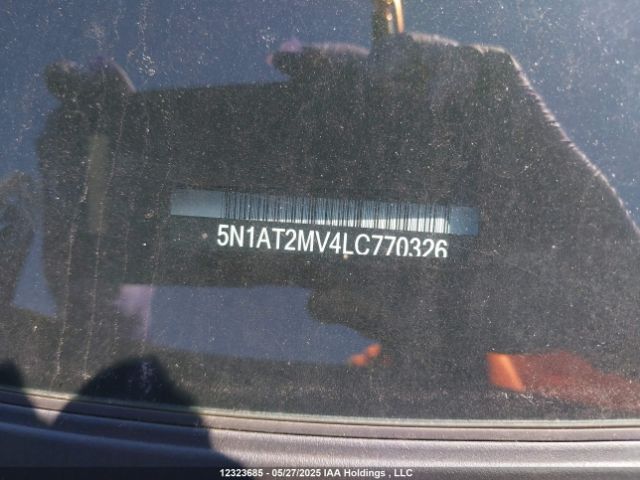 5N1AT2MV4LC770326
12323685 - 05/27/2025 IAA Holdings , LLC